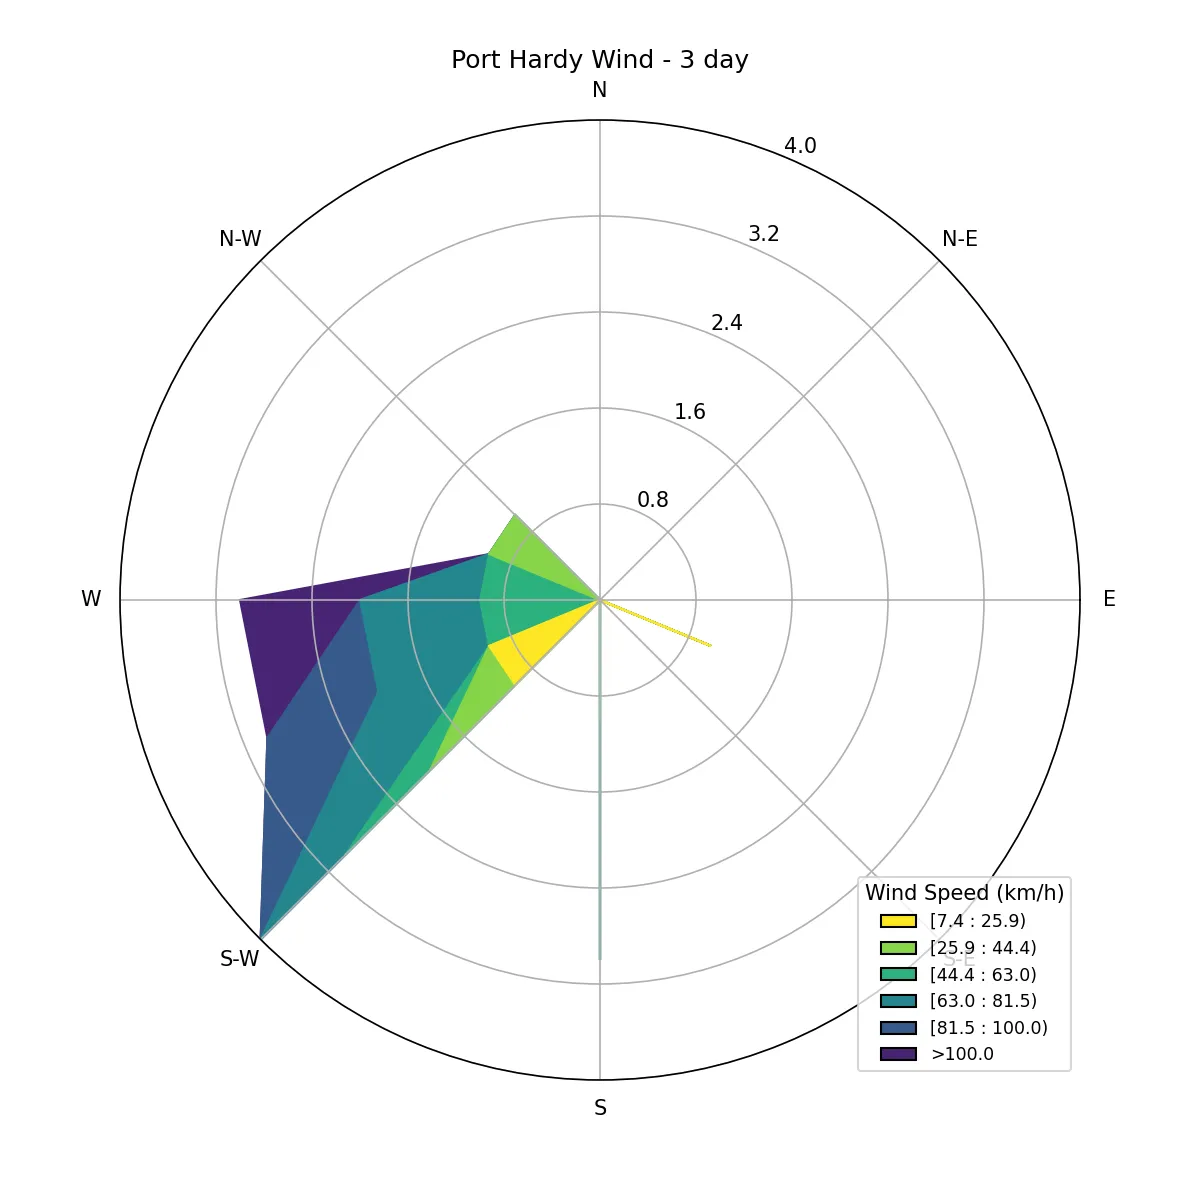 Port Hardy Wind - 3 day
N
4.0
N-W
N-E
3.2
2.4
1.6
0.8
W
E
S-W
S-E
S
Wind Speed (km/h)
[7.4 : 25.9)
[25.9 : 44.4)
[44.4 : 63.0)
[63.0 : 81.5)
[81.5 : 100.0)
>100.0